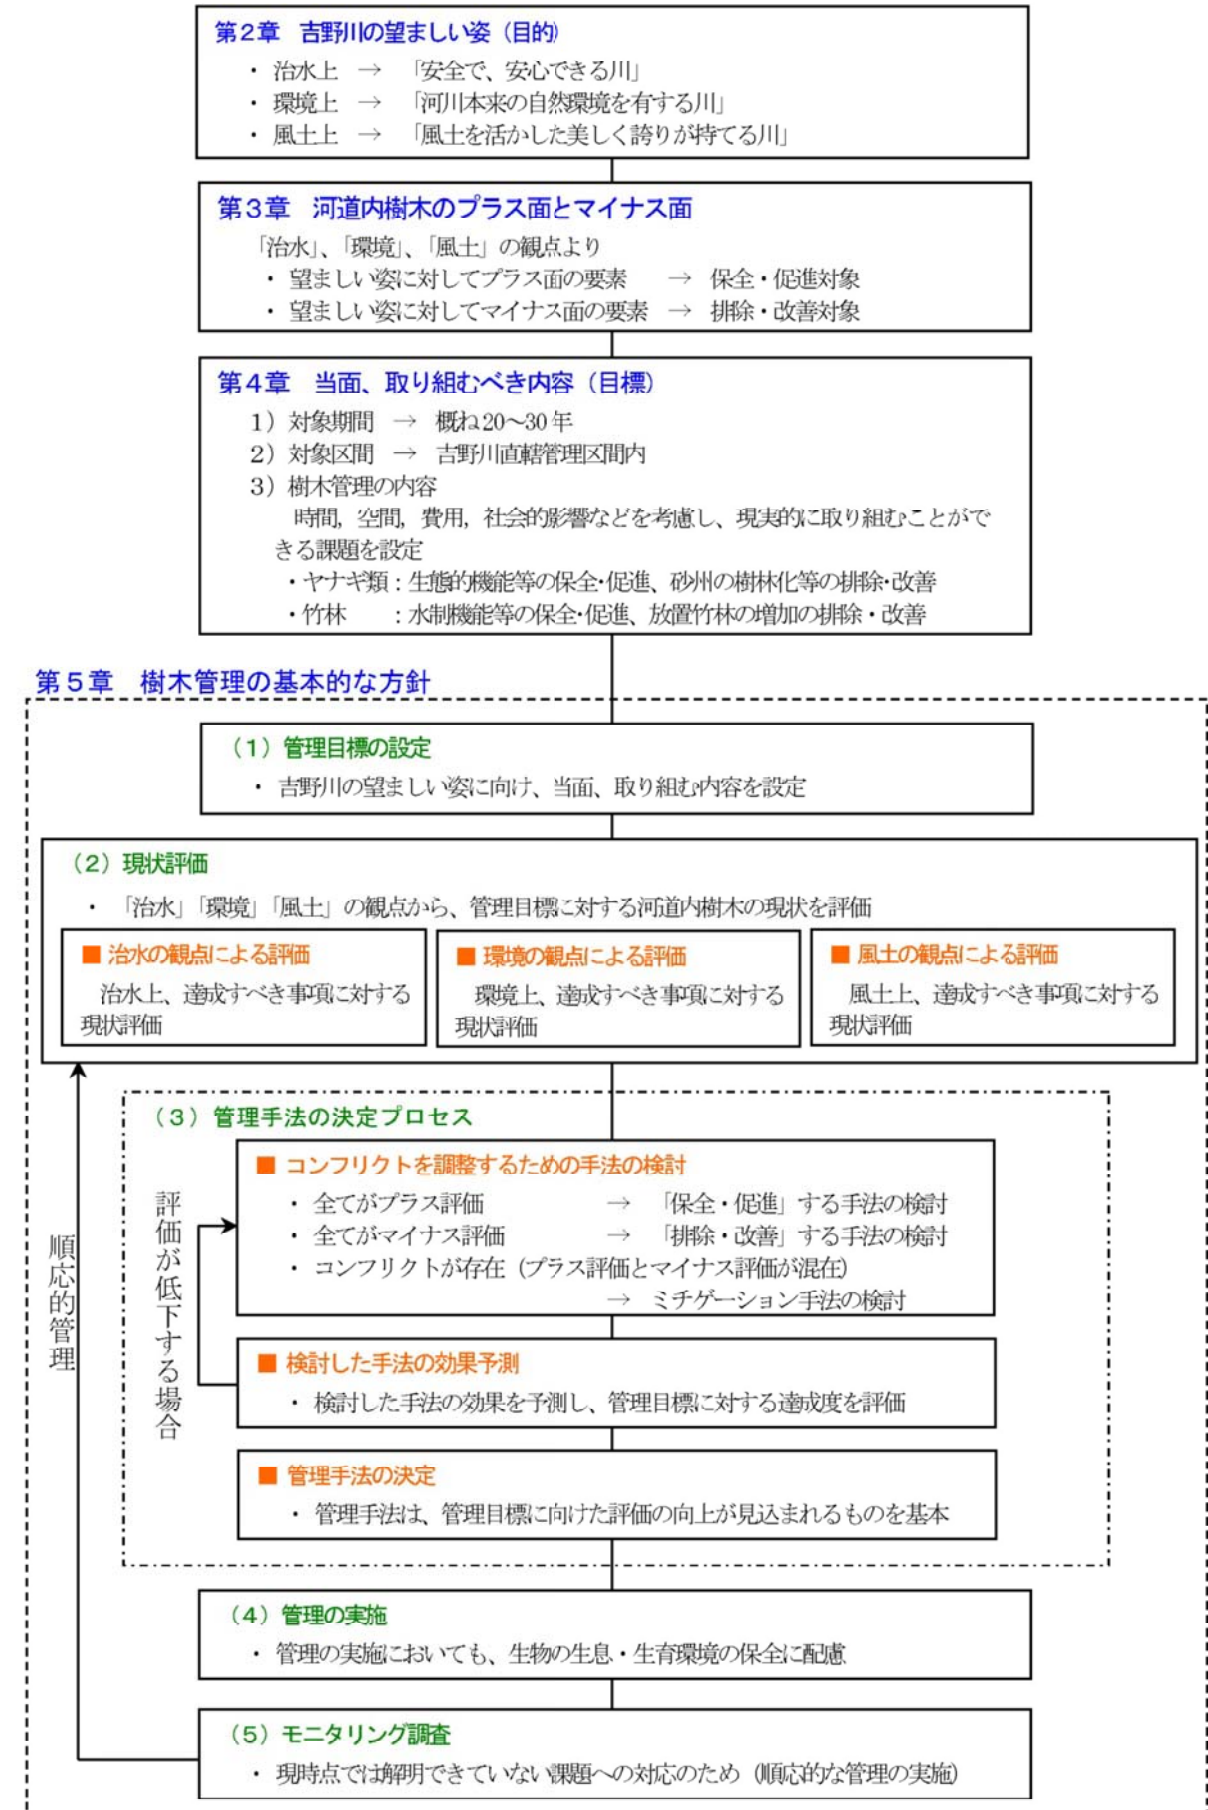 第２章　吉野川の望ましい姿（目的）
・ 治水上 → 「安全で、安心できる川」
・ 環境上 → 「河川本来の自然環境を有する川」
・ 風土上 → 「風土を活かした美しく誇りが持てる川」
第３章　河道内樹木のプラス面とマイナス面
「治水」、「環境」、「風土」の観点より
・ 望ましい姿に対してプラス面の要素 → 保全・促進対象
・ 望ましい姿に対してマイナス面の要素 → 排除・改善対象
第４章　当面、取り組むべき内容（目標）
１）対象期間 → 概ね20～30年
２）対象区間 → 吉野川直轄管理区間内
３）樹木管理の内容
時間，空間，費用，社会的影響などを考慮し、現実的に取り組むことがで
きる課題を設定
・ヤナギ類：生態的機能等の保全・促進、砂州の樹林化等の排除・改善
・竹林　　：水制機能等の保全・促進、放置竹林の増加の排除・改善
第５章　樹木管理の基本的な方針
（１）管理目標の設定
・ 吉野川の望ましい姿に向け、当面、取り組む内容を設定
（２）現状評価
・ 「治水」「環境」「風土」の観点から、管理目標に対する河道内樹木の現状を評価
■ 治水の観点による評価
治水上、達成すべき事項に対する
現状評価
■ 環境の観点による評価
環境上、達成すべき事項に対する
現状評価
■ 風土の観点による評価
風土上、達成すべき事項に対する
現状評価
（３）管理手法の決定プロセス
■ コンフリクトを調整するための手法の検討
・ 全てがプラス評価 → 「保全・促進」する手法の検討
・ 全てがマイナス評価 → 「排除・改善」する手法の検討
・ コンフリクトが存在（プラス評価とマイナス評価が混在）
→ ミチゲーション手法の検討
評価が低下する場合
順応的管理
■ 検討した手法の効果予測
・ 検討した手法の効果を予測し、管理目標に対する達成度を評価
■ 管理手法の決定
・ 管理手法は、管理目標に向けた評価の向上が見込まれるものを基本
（４）管理の実施
・ 管理の実施においても、生物の生息・生育環境の保全に配慮
（５）モニタリング調査
・ 現時点では解明できていない課題への対応のため（順応的な管理の実施）